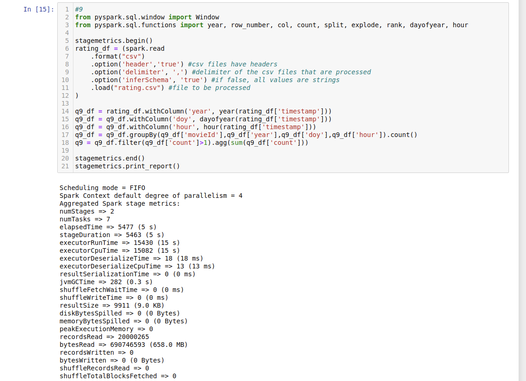 In [15]:
1 #9
2 from pyspark.sql.window import Window
3 from pyspark.sql.functions import year, row_number, col, count, split, explode, rank, dayofyear, hour
4
5 stagemetrics.begin()
6 rating_df = (spark.read
7 .format("csv")
8 .option('header','true') #csv files have headers
9 .option('delimiter', ',') #delimiter of the csv files that are processed
10 .option('inferSchema', 'true') #if false, all values are strings
11 .load("rating.csv") #file to be processed
12 )
13
14 q9_df = rating_df.withColumn('year', year(rating_df['timestamp']))
15 q9_df = q9_df.withColumn('doy', dayofyear(rating_df['timestamp']))
16 q9_df = q9_df.withColumn('hour', hour(rating_df['timestamp']))
17 q9_df = q9_df.groupBy(q9_df['movieId'],q9_df['year'],q9_df['doy'],q9_df['hour']).count()
18 q9 = q9_df.filter(q9_df['count']>1).agg(sum(q9_df['count']))
19
20 stagemetrics.end()
21 stagemetrics.print_report()
Scheduling mode = FIFO
Spark Context default degree of parallelism = 4
Aggregated Spark stage metrics:
numStages => 2
numTasks => 7
elapsedTime => 5477 (5 s)
stageDuration => 5463 (5 s)
executorRunTime => 15430 (15 s)
executorCpuTime => 15082 (15 s)
executorDeserializeTime => 18 (18 ms)
executorDeserializeCpuTime => 13 (13 ms)
resultSerializationTime => 0 (0 ms)
jvmGCTime => 282 (0.3 s)
shuffleFetchWaitTime => 0 (0 ms)
shuffleWriteTime => 0 (0 ms)
resultSize => 9911 (9.0 KB)
diskBytesSpilled => 0 (0 Bytes)
memoryBytesSpilled => 0 (0 Bytes)
peakExecutionMemory => 0
recordsRead => 20000265
bytesRead => 690746593 (658.0 MB)
recordsWritten => 0
bytesWritten => 0 (0 Bytes)
shuffleRecordsRead => 0
shuffleTotalBlocksFetched => 0